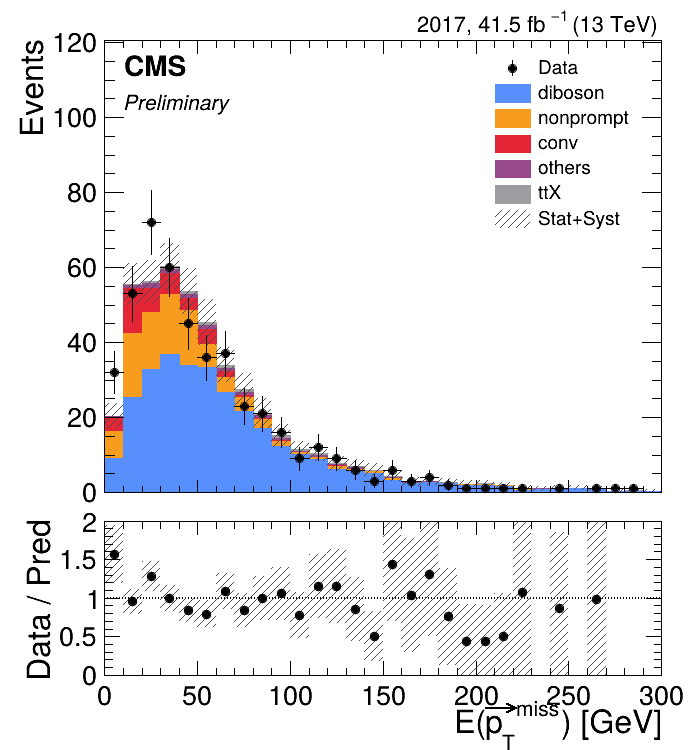 2017, 41.5 fb⁻¹ (13 TeV)
CMS
Preliminary
Data
diboson
nonprompt
conv
others
ttX
Stat+Syst
Events
120
100
80
60
40
20
0
Data / Pred
2
1.5
1
0.5
0
0 50 100 150 200 250 300
E(p_T^miss) [GeV]